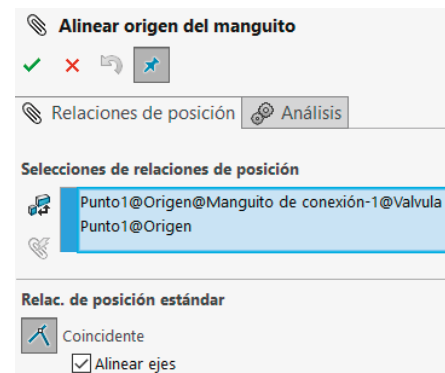 Alinear origen del manguito
Relaciones de posición
Análisis
Selecciones de relaciones de posición
Punto1@Origen@Manguito de conexión-1@Valvula
Punto1@Origen
Relac. de posición estándar
Coincidente
Alinear ejes